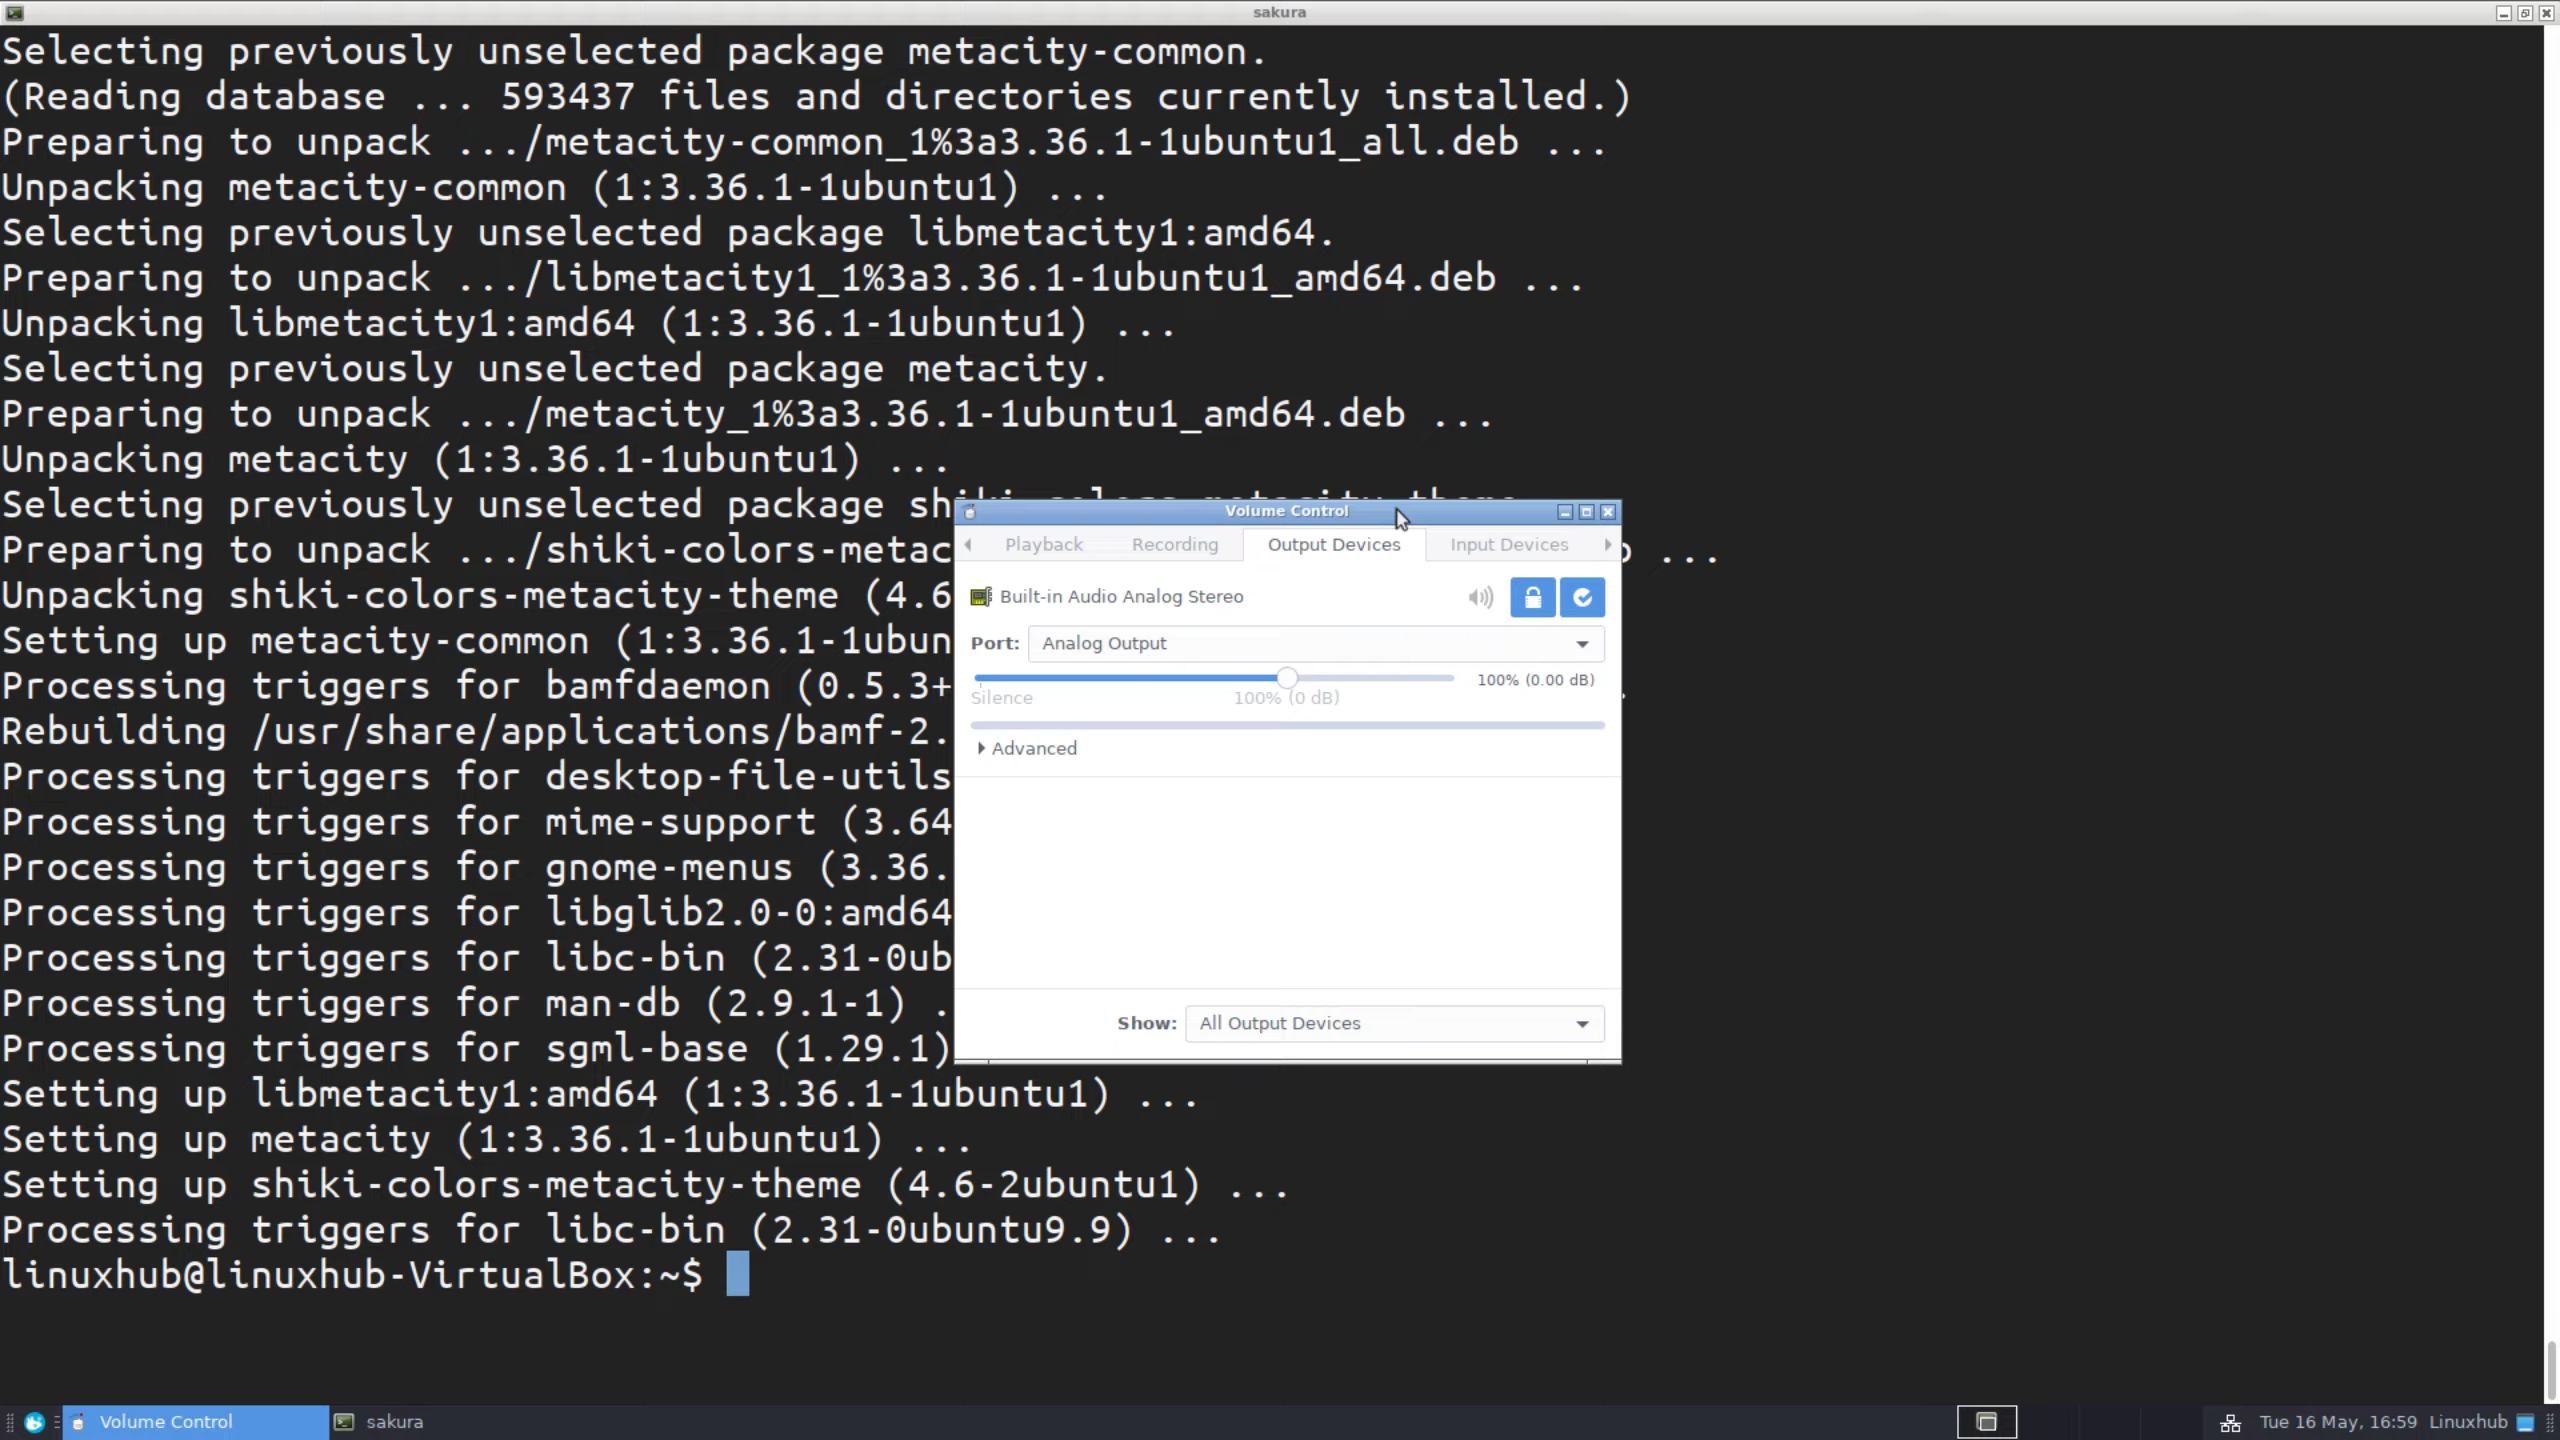 sakura
Selecting previously unselected package metacity-common.
(Reading database ... 593437 files and directories currently installed.)
Preparing to unpack .../metacity-common_1%3a3.36.1-1ubuntu1_all.deb ...
Unpacking metacity-common (1:3.36.1-1ubuntu1) ...
Selecting previously unselected package libmetacity1:amd64.
Preparing to unpack .../libmetacity1_1%3a3.36.1-1ubuntu1_amd64.deb ...
Unpacking libmetacity1:amd64 (1:3.36.1-1ubuntu1) ...
Selecting previously unselected package metacity.
Preparing to unpack .../metacity_1%3a3.36.1-1ubuntu1_amd64.deb ...
Unpacking metacity (1:3.36.1-1ubuntu1) ...
Selecting previously unselected package shiki-colors-metacity-theme
Preparing to unpack .../shiki-colors-metac
...
Unpacking shiki-colors-metacity-theme (4.6
Setting up metacity-common (1:3.36.1-1ubun
Processing triggers for bamfdaemon (0.5.3+
Rebuilding /usr/share/applications/bamf-2.
Processing triggers for desktop-file-utils
Processing triggers for mime-support (3.64
Processing triggers for gnome-menus (3.36.
Processing triggers for libglib2.0-0:amd64
Processing triggers for libc-bin (2.31-0ub
Processing triggers for man-db (2.9.1-1) .
Processing triggers for sgml-base (1.29.1)
Setting up libmetacity1:amd64 (1:3.36.1-1ubuntu1) ...
Setting up metacity (1:3.36.1-1ubuntu1) ...
Setting up shiki-colors-metacity-theme (4.6-2ubuntu1) ...
Processing triggers for libc-bin (2.31-0ubuntu9.9) ...
linuxhub@linuxhub-VirtualBox:~$
Volume Control
Playback Recording Output Devices Input Devices
Built-in Audio Analog Stereo
Port: Analog Output
100% (0.00 dB)
Silence 100% (0 dB)
Advanced
Show: All Output Devices
Volume Control sakura Tue 16 May, 16:59 Linuxhub